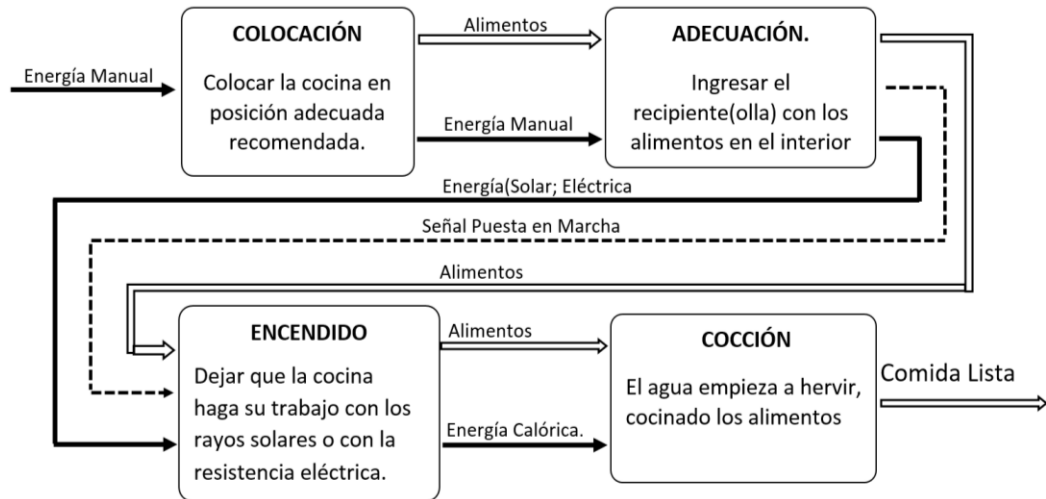 Energía Manual
COLOCACIÓN
Colocar la cocina en
posición adecuada
recomendada.
Alimentos
Energía Manual
ADECUACIÓN.
Ingresar el
recipiente(olla) con los
alimentos en el interior
Energía(Solar; Eléctrica
Señal Puesta en Marcha
Alimentos
ENCENDIDO
Dejar que la cocina
haga su trabajo con los
rayos solares o con la
resistencia eléctrica.
Alimentos
Energía Calórica.
COCCIÓN
El agua empieza a hervir,
cocinado los alimentos
Comida Lista